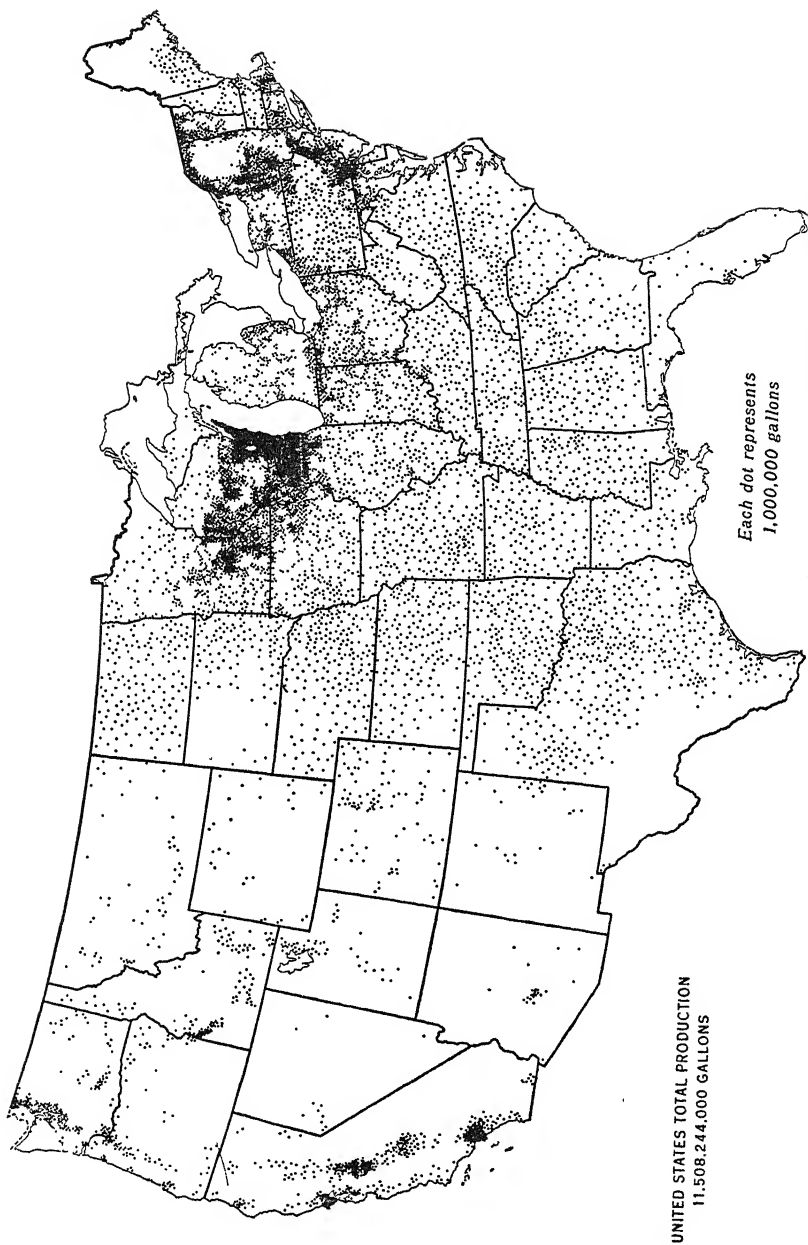 UNITED STATES TOTAL PRODUCTION
11,508,244,000 GALLONS
Each dot represents
1,000,000 gallons